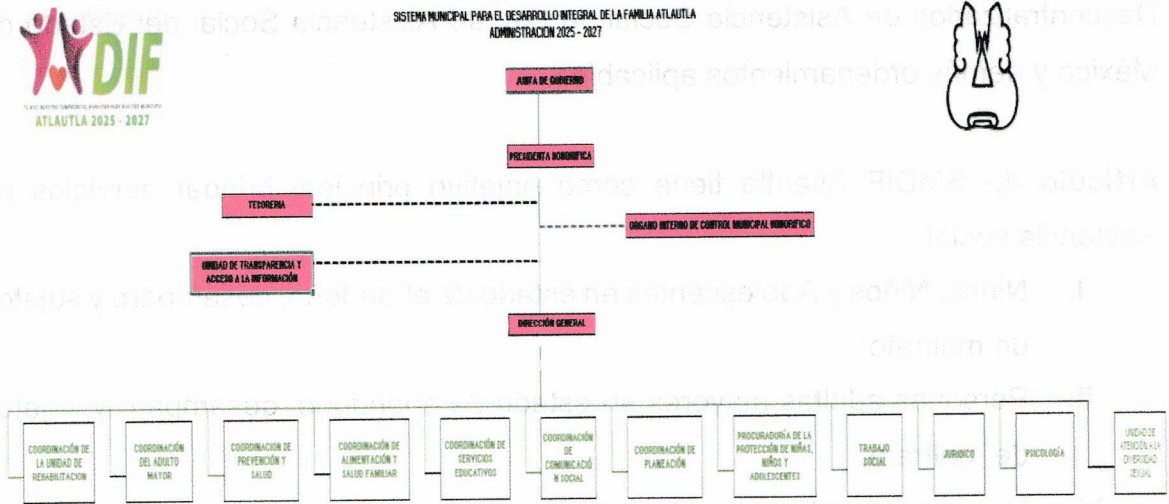 SISTEMA MUNICIPAL PARA EL DESARROLLO INTEGRAL DE LA FAMILIA ATLAUTLA
ADMINISTRACION 2025 - 2027
DIF
ATLAUTLA 2025 - 2027
JUNTA DE GOBIERNO
PRESIDENTA HONORIFICA
TESORERIA
ORGANO INTERNO DE CONTROL MUNICIPAL HONORIFICO
UNIDAD DE TRANSPARENCIA Y
ACCESO A LA INFORMACIÓN
DIRECCIÓN GENERAL
COORDINACIÓN DE
LA UNIDAD DE
REHABILITACION
COORDINACIÓN
DEL ADULTO
MAYOR
COORDINACION DE
PREVENCIÓN Y
SALUD
COORDINACIÓN DE
ALIMENTACIÓN Y
SALUD FAMILIAR
COORDINACIÓN DE
SERVICIOS
EDUCATIVOS
COORDINACIÓN
DE
COMUNICACIÓ
N SOCIAL
COORDINACIÓN DE
PLANEACIÓN
PROCURADURÍA DE LA
PROTECCIÓN DE NIÑAS,
NIÑOS Y
ADOLESCENTES
TRABAJO
SOCIAL
JURIDICO
PSICOLOGÍA
UNIDAD DE
ATENCIÓN A LA
DIVERSIDAD
SEXUAL